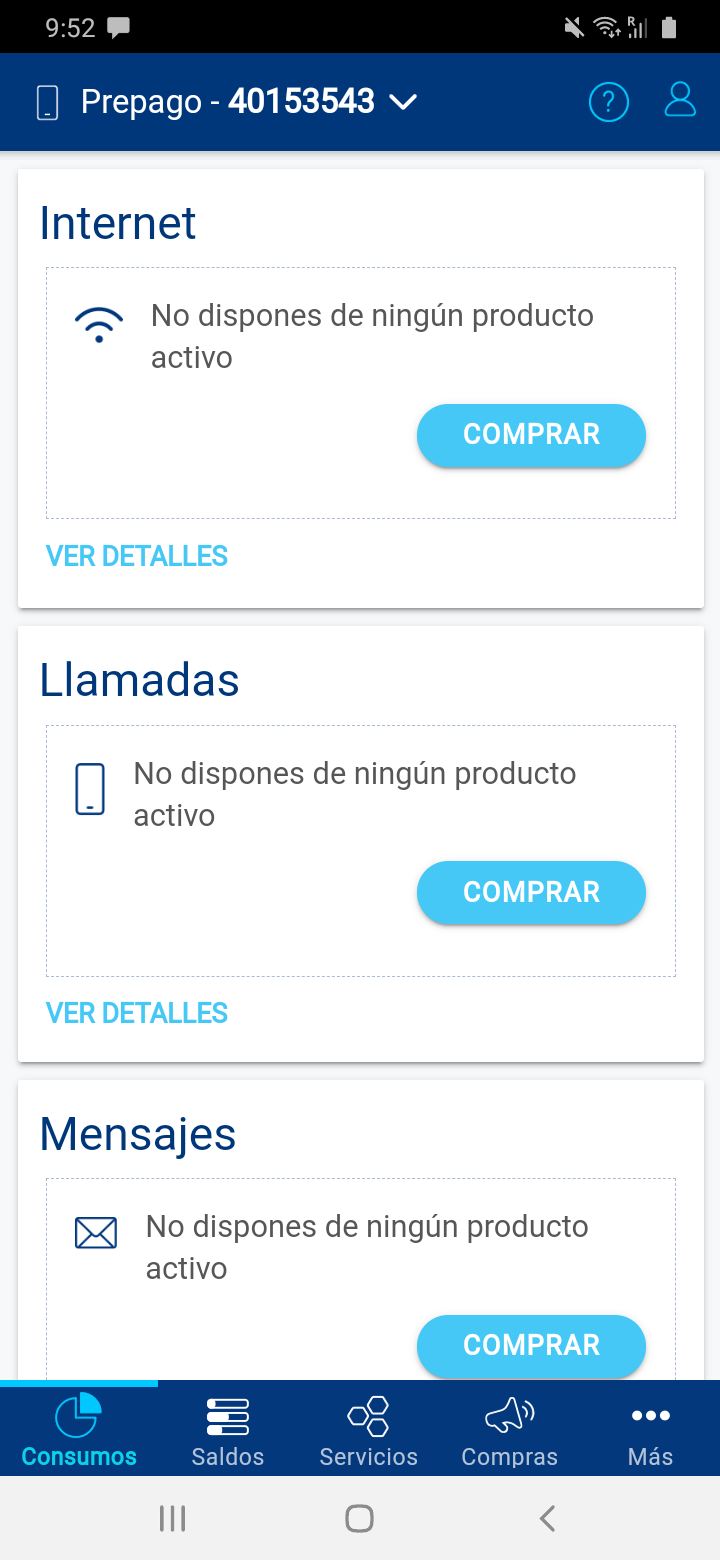 9:52
R
Prepago - 40153543
?
Internet
No dispones de ningún producto
activo
COMPRAR
VER DETALLES
Llamadas
No dispones de ningún producto
activo
COMPRAR
VER DETALLES
Mensajes
No dispones de ningún producto
activo
COMPRAR
Consumos
Saldos
Servicios
Compras
Más